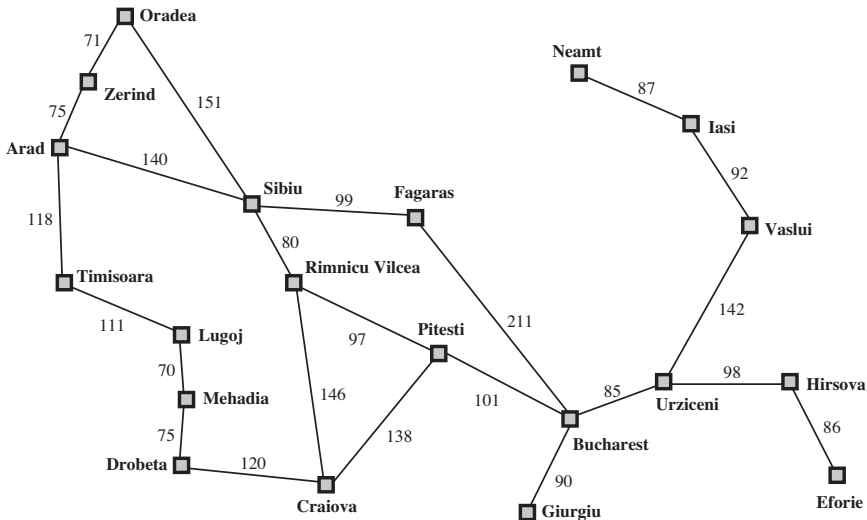 Oradea
71
Neamt
Zerind
87
75
151
Iasi
Arad
140
92
Sibiu
Fagaras
99
118
Vaslui
80
Timisoara
Rimnicu Vilcea
111
Pitesti
211
142
Lugoj
97
70
98
Hirsova
146
101
85
Urziceni
Mehadia
138
86
75
Bucharest
120
Drobeta
90
Eforie
Craiova
Giurgiu